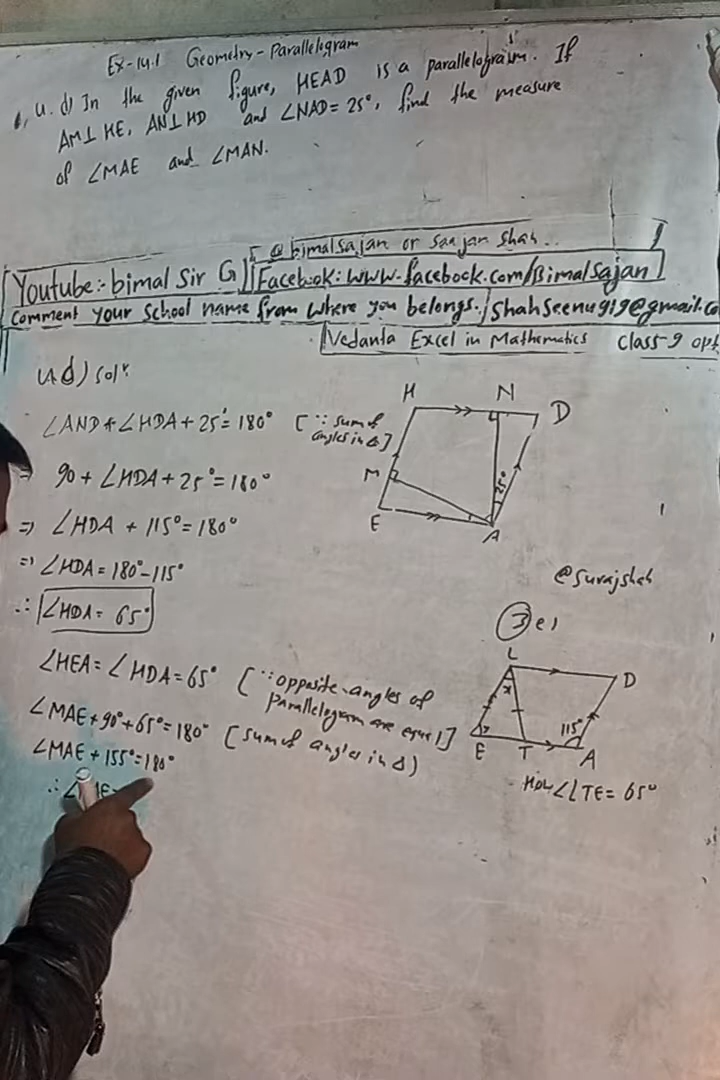 Ex-14.1 Geometry-Parallelogram
4. d) In the given figure, HEAD is a parallelogram. If
AM⊥HE, AN⊥HD and ∠NAD=25°, find the measure
of ∠MAE and ∠MAN.
@bimalsajan or Sanjan Shah..
Youtube:- bimal Sir G
Facebook: www.facebook.com/Bimalsajan
Comment your school name from where you belongs.
Shahseenu919@gmail.co
Vedanta Excel in Mathematics Class-9 opt
4.d) solⁿ.
∠AND+∠HDA+25°=180° [∵ sum of
angles in Δ]
⇒ 90+∠HDA+25°=180°
⇒ ∠HDA + 115°=180°
⇒ ∠HDA=180°-115°
∴ ∠HDA= 65°
∠HEA=∠HDA=65° [∵opposite angles of
parallelogram are equal]
∠MAE+90°+65°=180° [sum of angles in Δ)
∠MAE+155°=180°
H
N
D
M
25°
E
A
@surajshah
3 e)
L
D
x
y
115°
E
T
A
∠LTE=65°